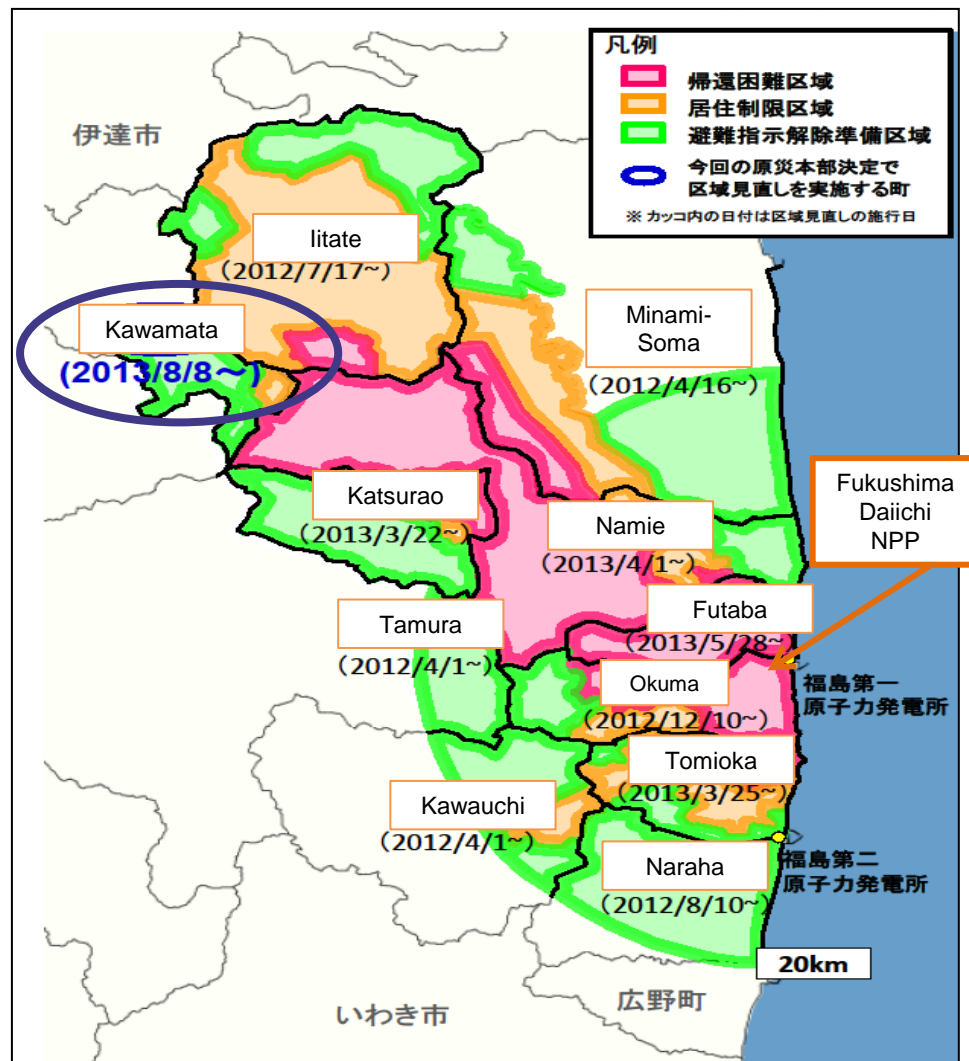 凡例
帰還困難区域
居住制限区域
避難指示解除準備区域
今回の原災本部決定で
区域見直しを実施する町
※ カッコ内の日付は区域見直しの施行日
伊達市
Iitate
(2012/7/17~)
Kawamata
(2013/8/8～)
Minami-
Soma
(2012/4/16~)
Fukushima
Daiichi
NPP
Katsurao
(2013/3/22~)
Namie
(2013/4/1~)
Futaba
(2013/5/28~
Tamura
(2012/4/1~)
Okuma
(2012/12/10~)
福島第一
原子力発電所
Tomioka
(2013/3/25~)
Kawauchi
(2012/4/1~)
Naraha
(2012/8/10~)
福島第二
原子力発電所
20km
広野町
いわき市